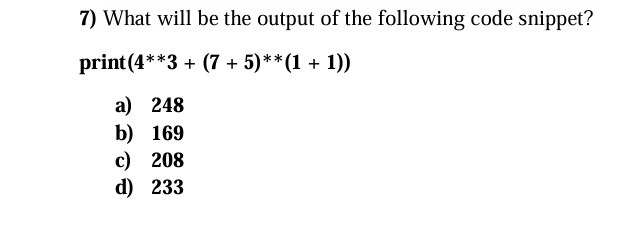 7) What will be the output of the following code snippet?
print(4**3 + (7 + 5)**(1 + 1))
a) 248
b) 169
c) 208
d) 233